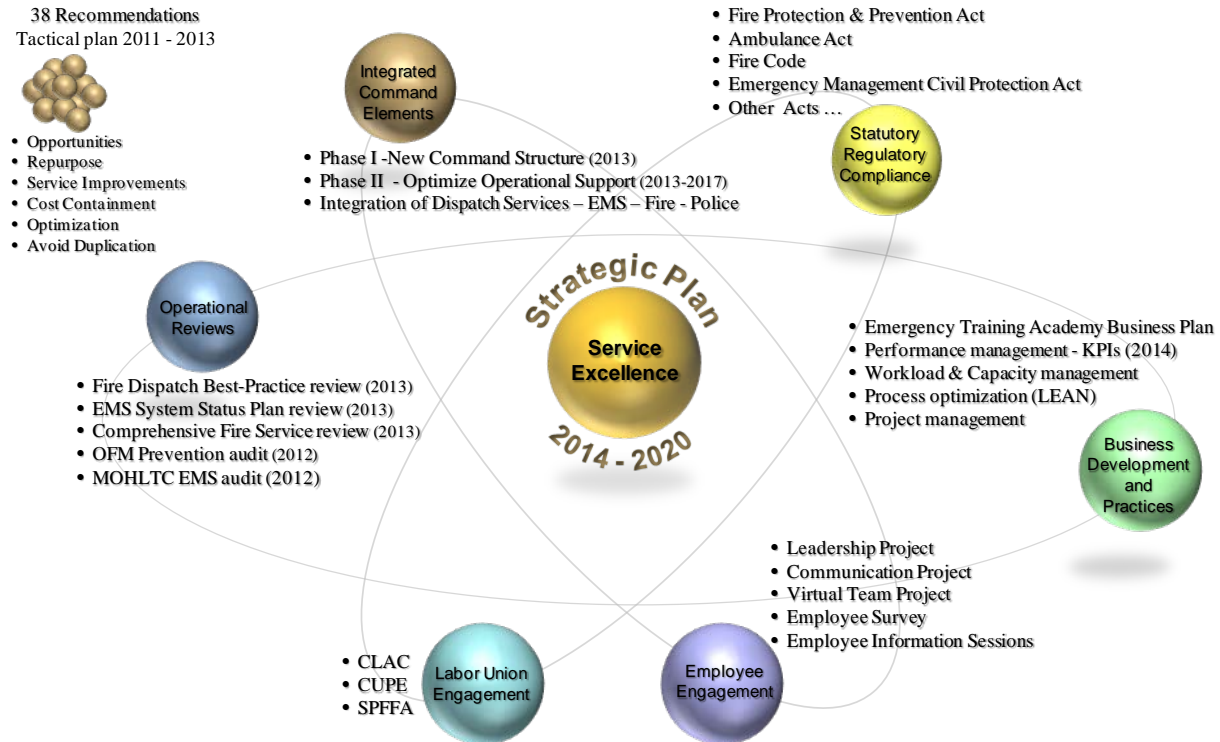 38 Recommendations
Tactical plan 2011 - 2013
• Opportunities
• Repurpose
• Service Improvements
• Cost Containment
• Optimization
• Avoid Duplication
Integrated
Command
Elements
• Phase I -New Command Structure (2013)
• Phase II - Optimize Operational Support (2013-2017)
• Integration of Dispatch Services – EMS – Fire - Police
• Fire Protection & Prevention Act
• Ambulance Act
• Fire Code
• Emergency Management Civil Protection Act
• Other Acts …
Statutory
Regulatory
Compliance
Operational
Reviews
• Fire Dispatch Best-Practice review (2013)
• EMS System Status Plan review (2013)
• Comprehensive Fire Service review (2013)
• OFM Prevention audit (2012)
• MOHLTC EMS audit (2012)
Strategic Plan
Service
Excellence
2014 - 2020
• Emergency Training Academy Business Plan
• Performance management - KPIs (2014)
• Workload & Capacity management
• Process optimization (LEAN)
• Project management
Business
Development
and
Practices
• Leadership Project
• Communication Project
• Virtual Team Project
• Employee Survey
• Employee Information Sessions
• CLAC
• CUPE
• SPFFA
Labor Union
Engagement
Employee
Engagement